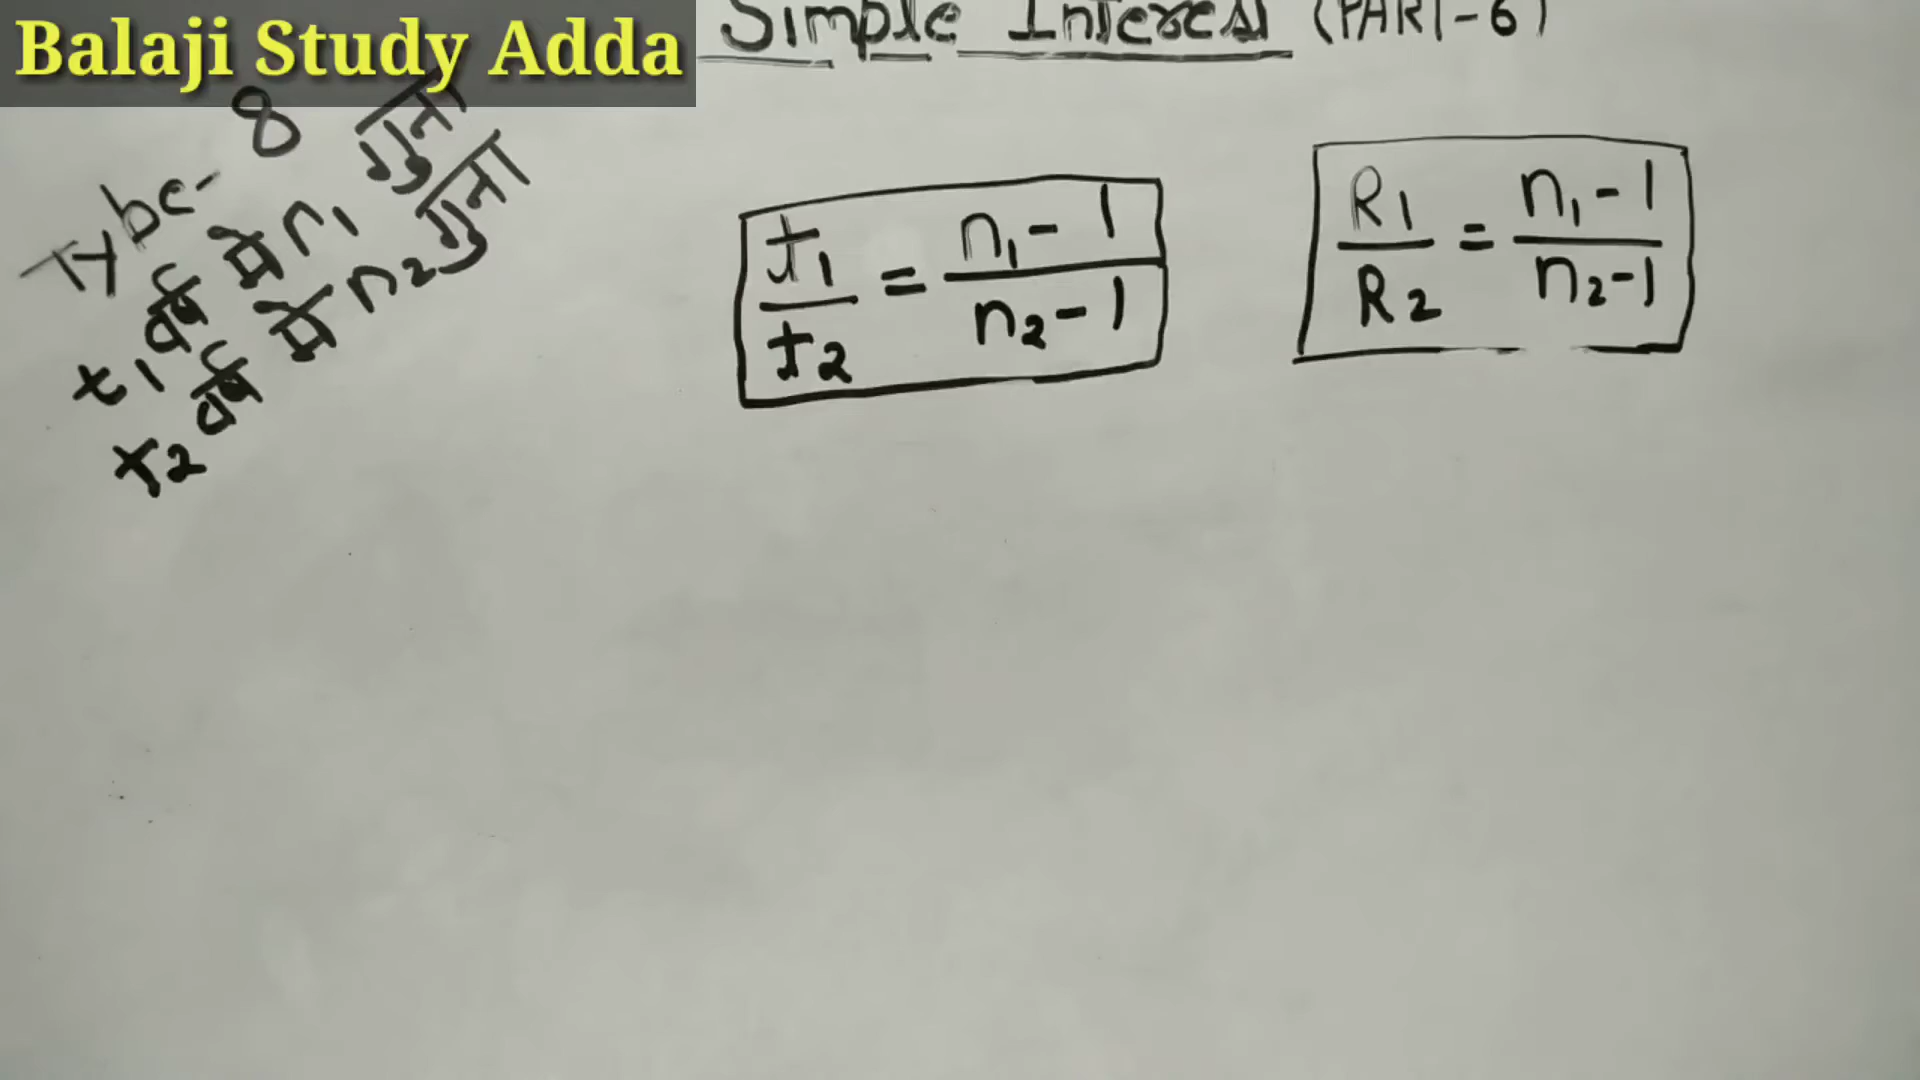 Balaji Study Adda
Simple Interest (PART-6)
Type-8
t1 वर्ष में n1 गुना
t2 वर्ष में n2 गुना
t1/t2 = n1-1/n2-1
R1/R2 = n1-1/n2-1